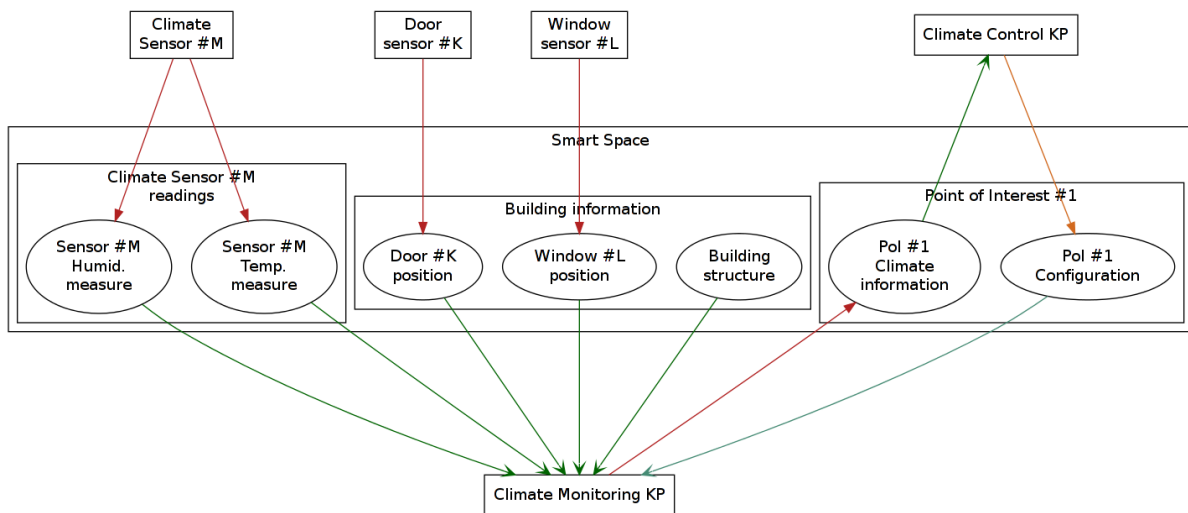 Climate
Sensor #M
Door
sensor #K
Window
sensor #L
Climate Control KP
Smart Space
Climate Sensor #M
readings
Building information
Point of Interest #1
Sensor #M
Humid.
measure
Sensor #M
Temp.
measure
Door #K
position
Window #L
position
Building
structure
PoI #1
Climate
information
PoI #1
Configuration
Climate Monitoring KP